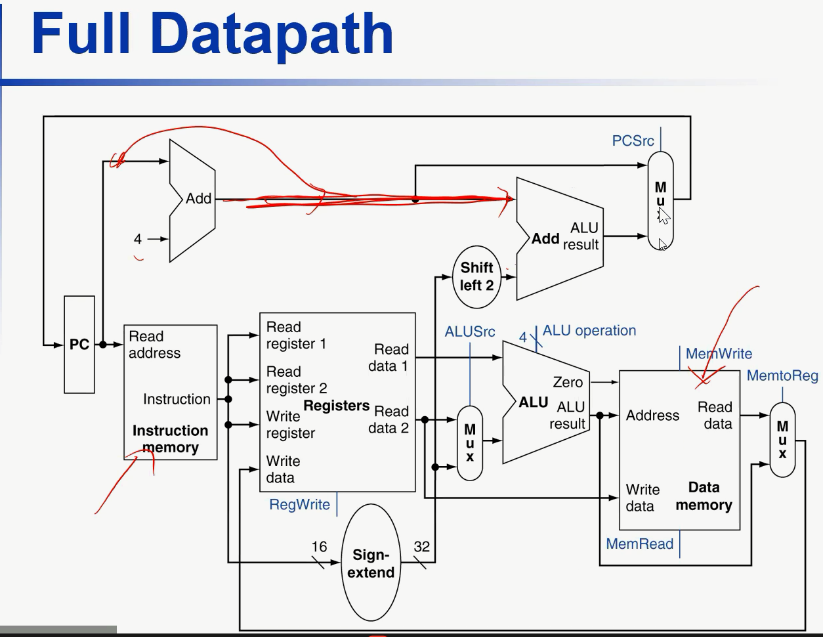 Full Datapath
PCSrc
M
u
Add
4
Add
ALU
result
Shift
left 2
PC
Read
address
Instruction
Instruction
memory
Read
register 1
Read
register 2
Write
register
Write
data
Registers
Read
data 1
Read
data 2
RegWrite
16
Sign-
extend
32
ALUSrc
M
u
x
4
ALU operation
Zero
ALU
ALU
result
MemWrite
Address
Read
data
Write
data
Data
memory
MemRead
MemtoReg
M
u
x